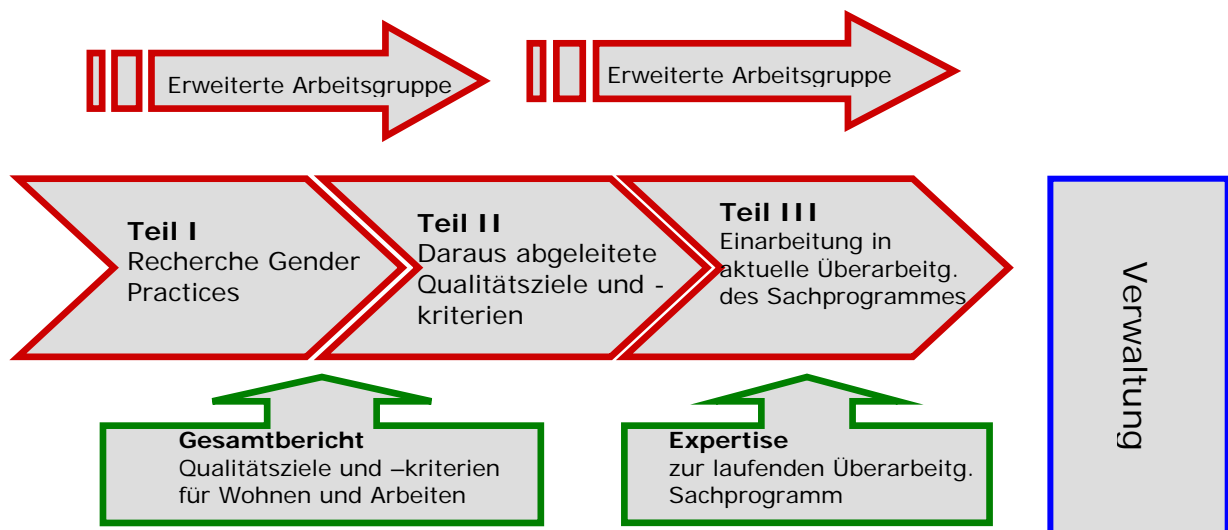 Erweiterte Arbeitsgruppe
Erweiterte Arbeitsgruppe
Teil I
Recherche Gender
Practices
Teil II
Daraus abgeleitete
Qualitätsziele und -
kriterien
Teil III
Einarbeitung in
aktuelle Überarbeitg.
des Sachprogrammes
Verwaltung
Gesamtbericht
Qualitätsziele und –kriterien
für Wohnen und Arbeiten
Expertise
zur laufenden Überarbeitg.
Sachprogramm